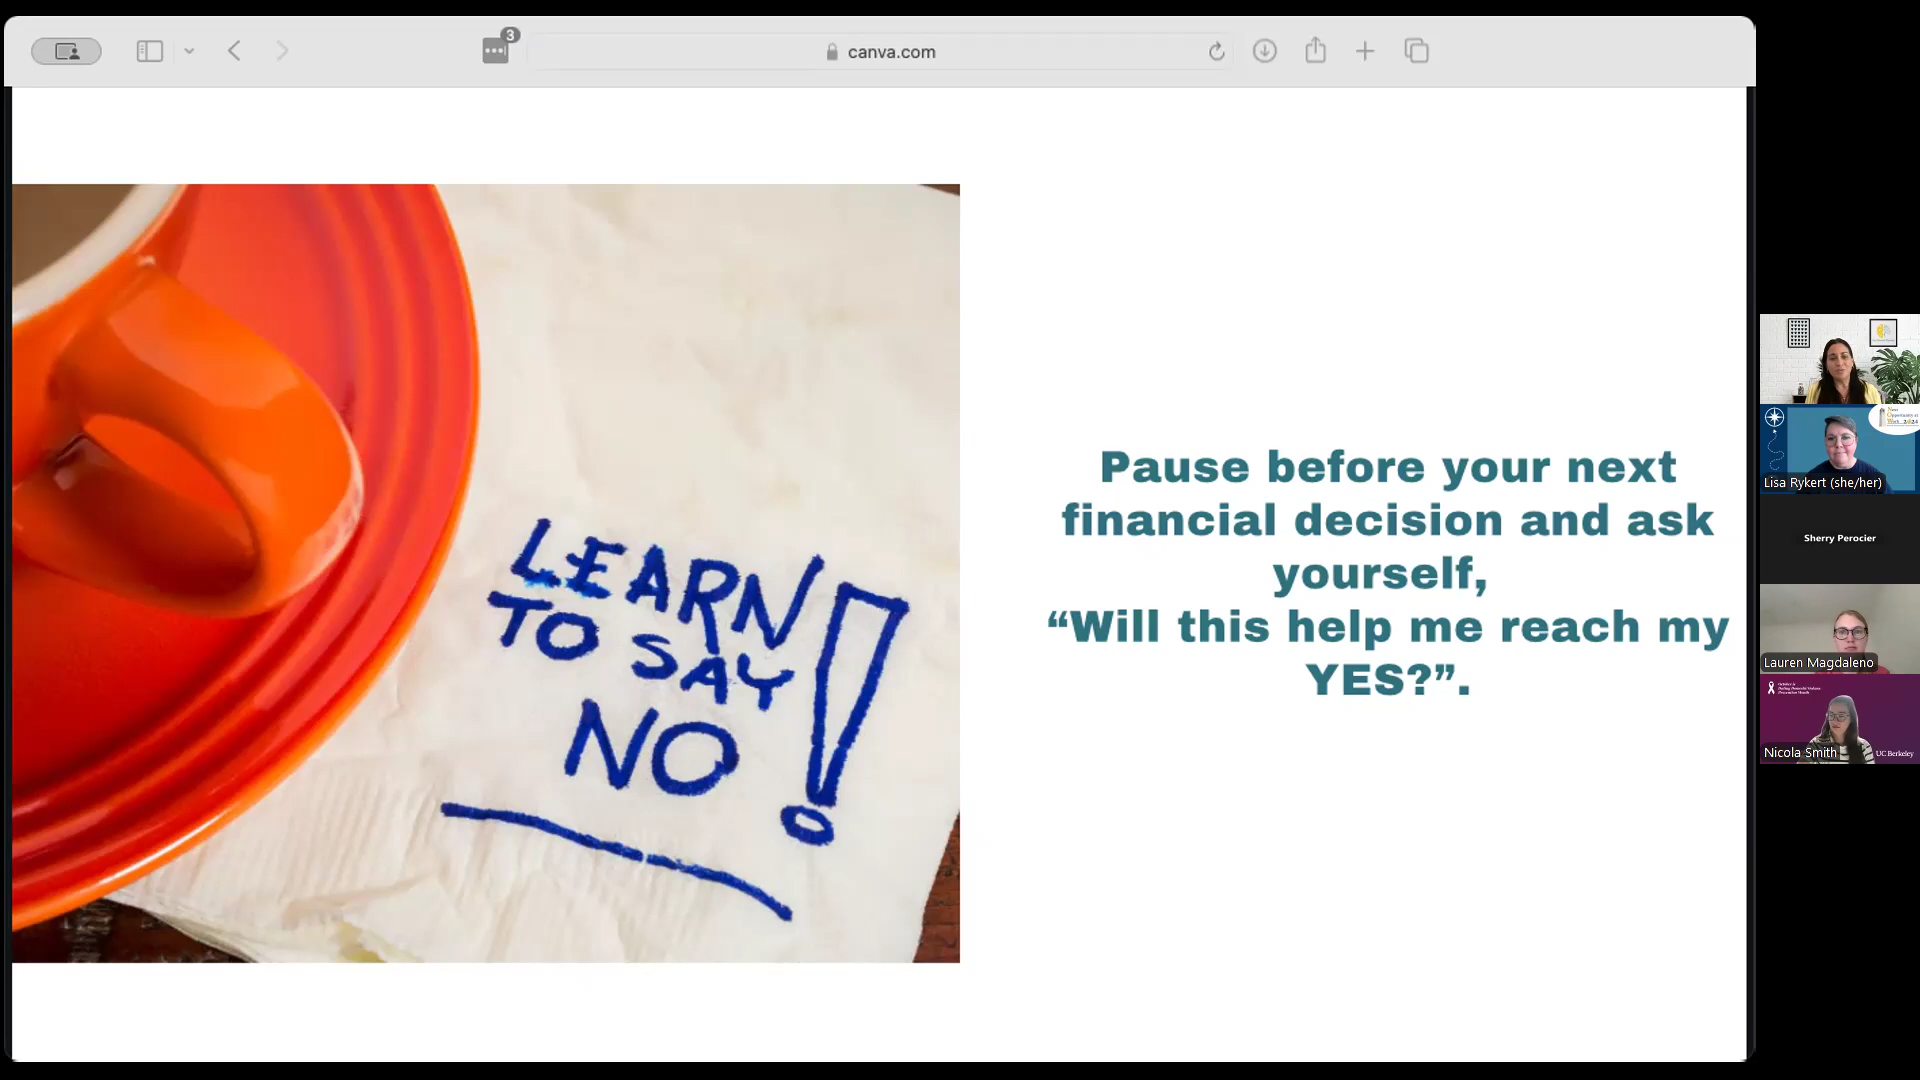 3
canva.com
LEARN
TO SAY
NO
!
Pause before your next
financial decision and ask
yourself,
“Will this help me reach my
YES?”.
Lisa Rykert (she/her)
Sherry Perocier
Lauren Magdaleno
Nicola Smith
UC Berkeley